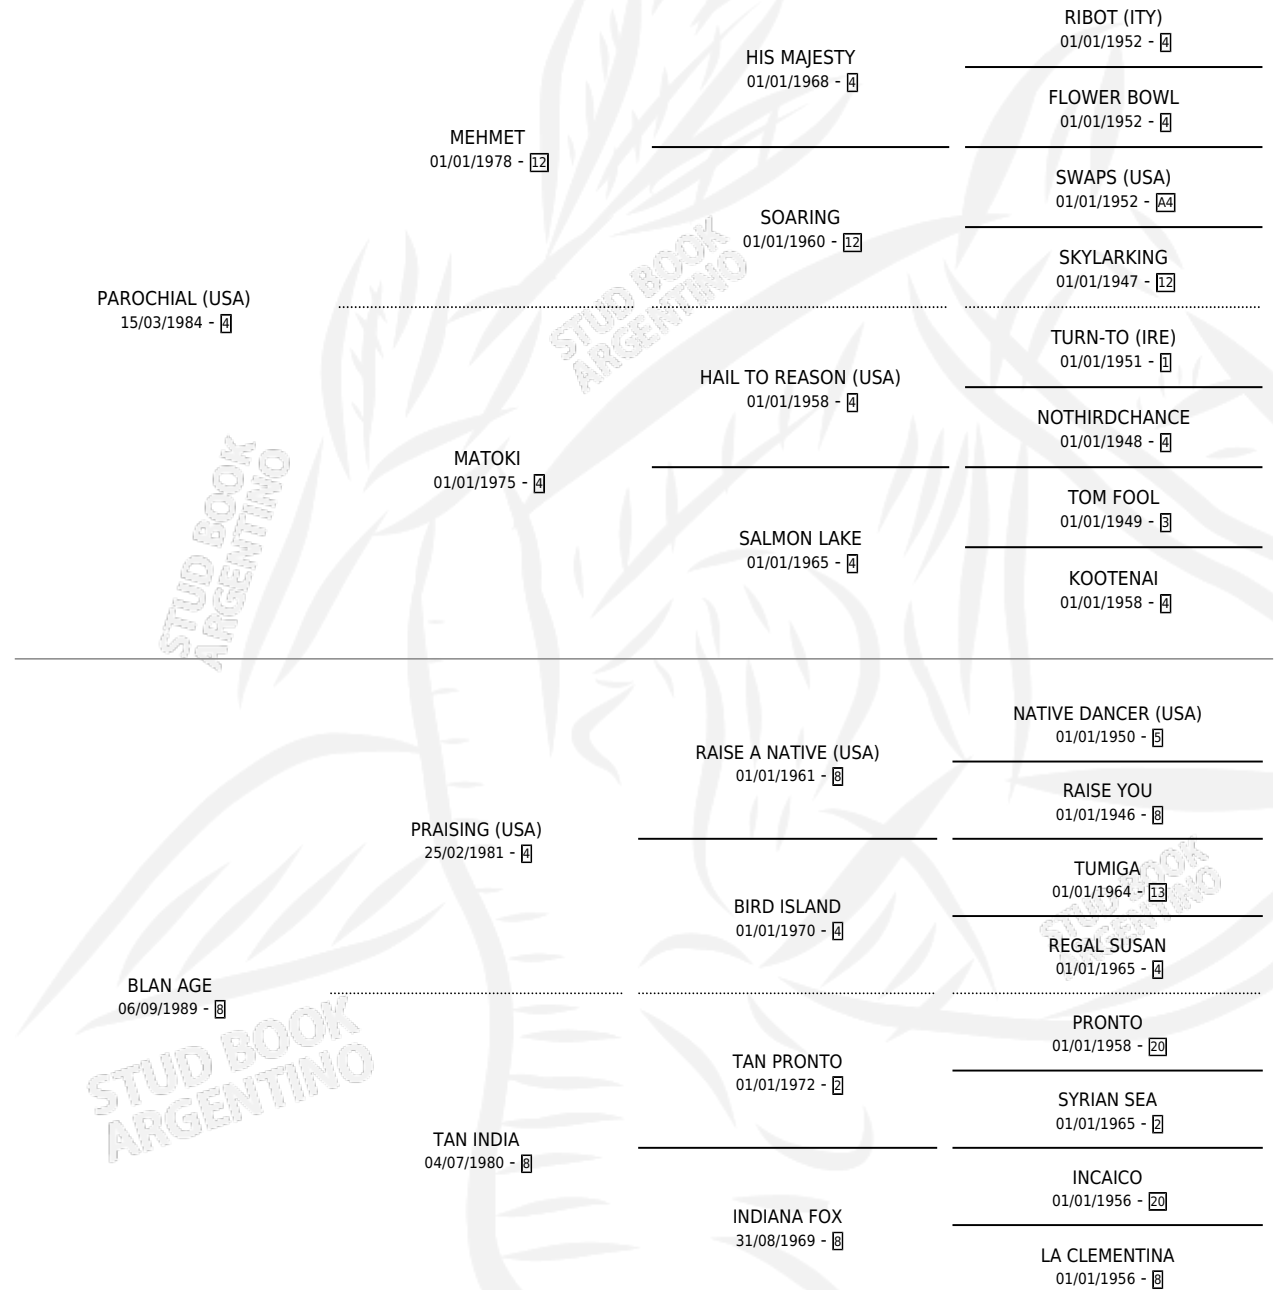 RIBOT (ITY)
01/01/1952 - 4
HIS MAJESTY
01/01/1968 - 4
FLOWER BOWL
01/01/1952 - 4
MEHMET
01/01/1978 - 12
SWAPS (USA)
01/01/1952 - A4
SOARING
01/01/1960 - 12
SKYLARKING
01/01/1947 - 12
PAROCHIAL (USA)
15/03/1984 - 4
STUD BOOK
ARGENTINO
TURN-TO (IRE)
01/01/1951 - 1
HAIL TO REASON (USA)
01/01/1958 - 4
NOTHIRDCHANCE
01/01/1948 - 4
MATOKI
01/01/1975 - 4
TOM FOOL
01/01/1949 - 3
SALMON LAKE
01/01/1965 - 4
KOOTENAI
01/01/1958 - 4
STUD BOOK
ARGENTINO
NATIVE DANCER (USA)
01/01/1950 - 5
RAISE A NATIVE (USA)
01/01/1961 - 8
RAISE YOU
01/01/1946 - 8
PRAISING (USA)
25/02/1981 - 4
TUMIGA
01/01/1964 - 13
BIRD ISLAND
01/01/1970 - 4
REGAL SUSAN
01/01/1965 - 4
STUD BOOK
ARGENTINO
BLAN AGE
06/09/1989 - 8
PRONTO
01/01/1958 - 20
TAN PRONTO
01/01/1972 - 2
SYRIAN SEA
01/01/1965 - 2
STUD BOOK
ARGENTINO
TAN INDIA
04/07/1980 - 8
INCAICO
01/01/1956 - 20
INDIANA FOX
31/08/1969 - 8
LA CLEMENTINA
01/01/1956 - 8